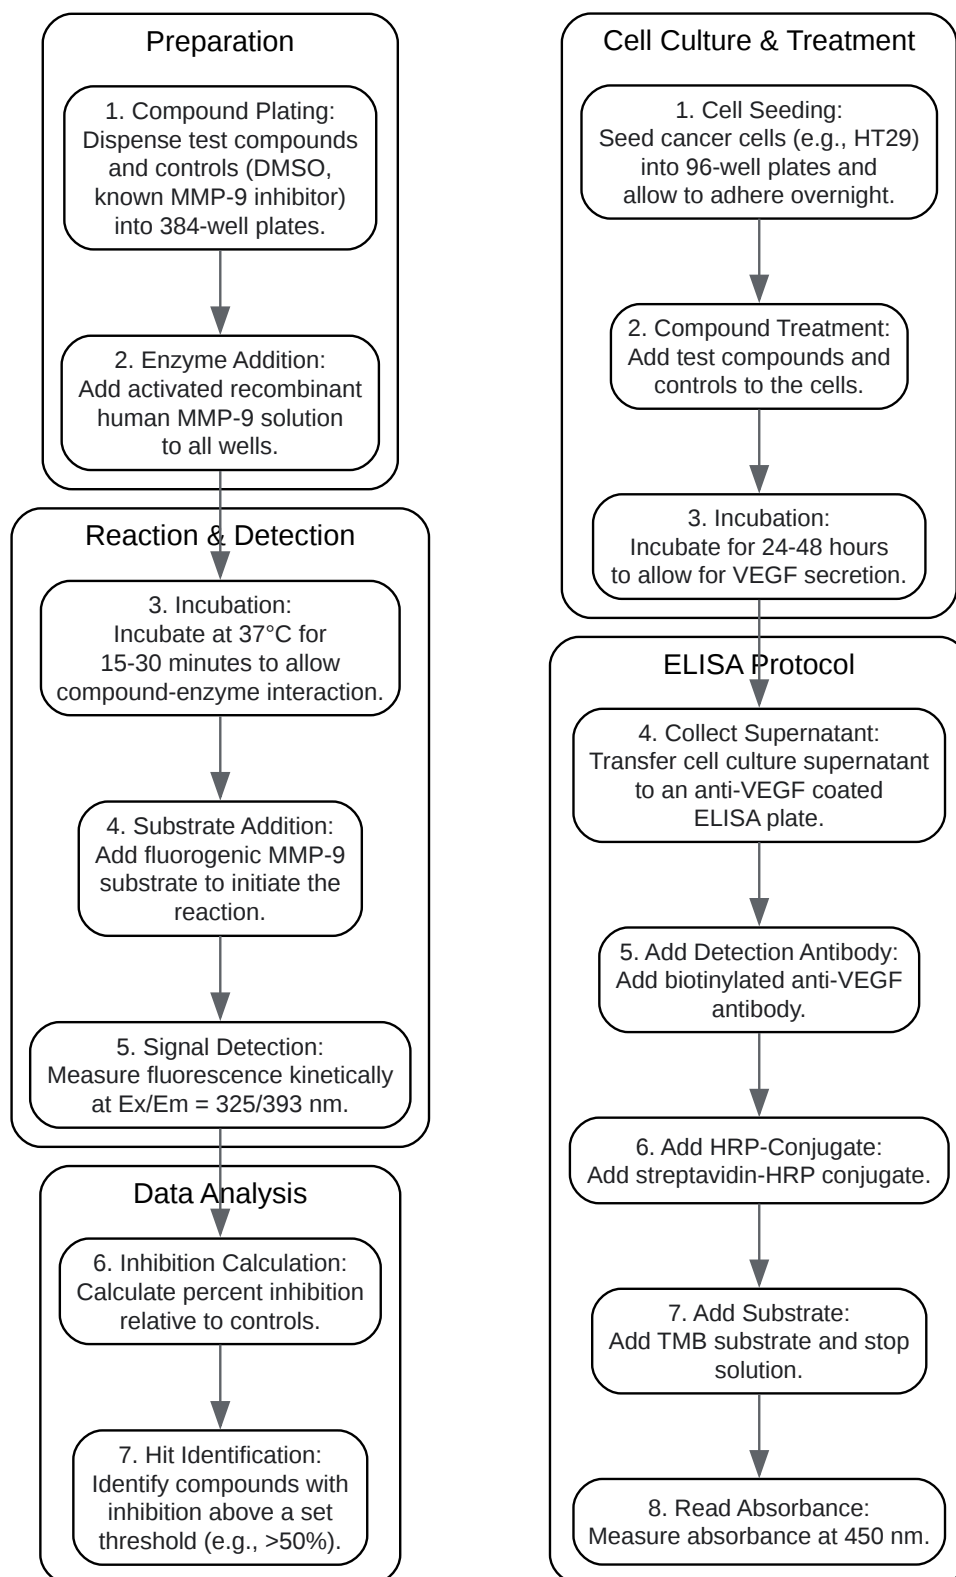 Preparation
1. Compound Plating:
Dispense test compounds
and controls (DMSO,
known MMP-9 inhibitor)
into 384-well plates.
2. Enzyme Addition:
Add activated recombinant
human MMP-9 solution
to all wells.
Reaction & Detection
3. Incubation:
Incubate at 37°C for
15-30 minutes to allow
compound-enzyme interaction.
4. Substrate Addition:
Add fluorogenic MMP-9
substrate to initiate the
reaction.
5. Signal Detection:
Measure fluorescence kinetically
at Ex/Em = 325/393 nm.
Data Analysis
6. Inhibition Calculation:
Calculate percent inhibition
relative to controls.
7. Hit Identification:
Identify compounds with
inhibition above a set
threshold (e.g., >50%).
Cell Culture & Treatment
1. Cell Seeding:
Seed cancer cells (e.g., HT29)
into 96-well plates and
allow to adhere overnight.
2. Compound Treatment:
Add test compounds and
controls to the cells.
3. Incubation:
Incubate for 24-48 hours
to allow for VEGF secretion.
ELISA Protocol
4. Collect Supernatant:
Transfer cell culture supernatant
to an anti-VEGF coated
ELISA plate.
5. Add Detection Antibody:
Add biotinylated anti-VEGF
antibody.
6. Add HRP-Conjugate:
Add streptavidin-HRP conjugate.
7. Add Substrate:
Add TMB substrate and stop
solution.
8. Read Absorbance:
Measure absorbance at 450 nm.